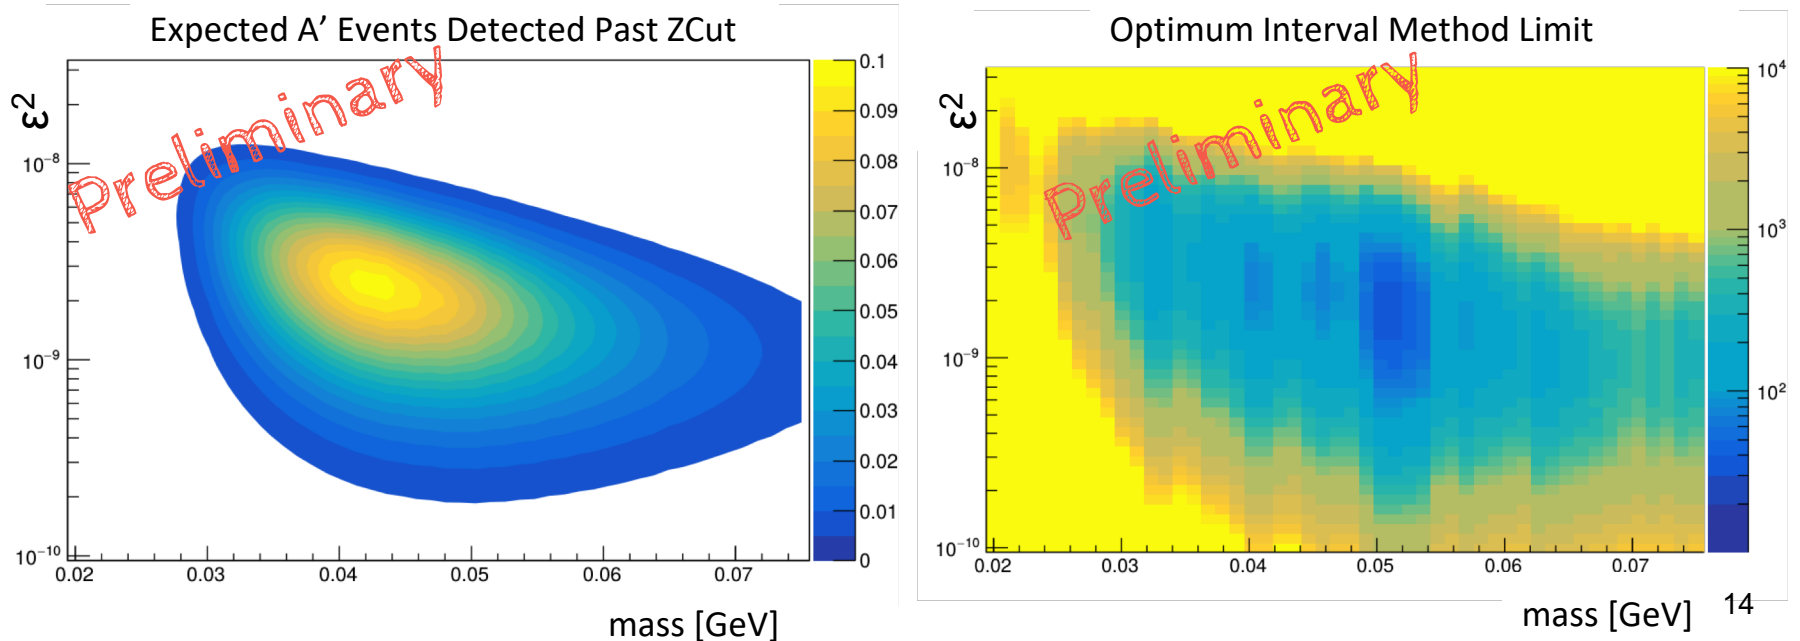 Expected A’ Events Detected Past ZCut
Preliminary
ε²
10⁻⁸
10⁻⁹
10⁻¹⁰
0.02 0.03 0.04 0.05 0.06 0.07
mass [GeV]
0.1
0.09
0.08
0.07
0.06
0.05
0.04
0.03
0.02
0.01
0
Optimum Interval Method Limit
Preliminary
ε²
10⁻⁸
10⁻⁹
10⁻¹⁰
0.02 0.03 0.04 0.05 0.06 0.07
mass [GeV]
10⁴
10³
10²
14